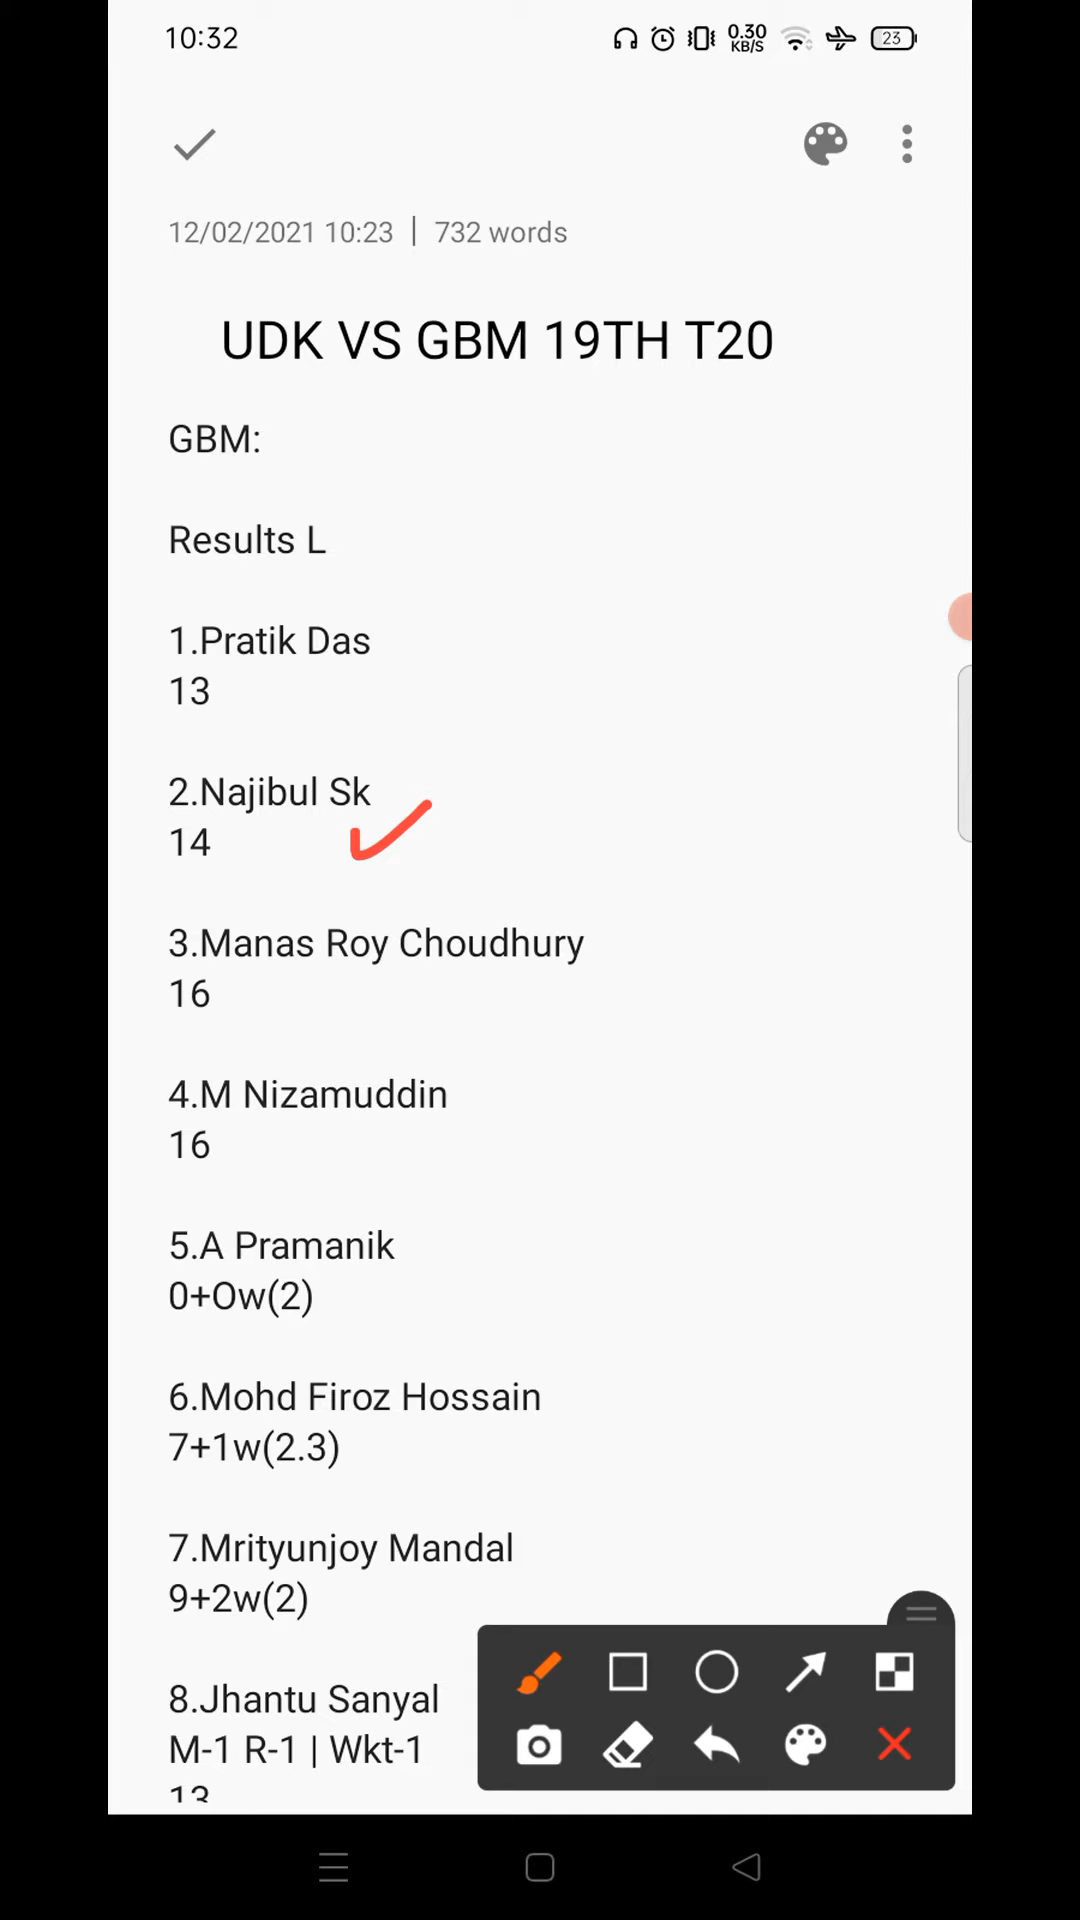 10:32
0.30
KB/S
23
12/02/2021 10:23 | 732 words
UDK VS GBM 19TH T20
GBM:
Results L
1.Pratik Das
13
2.Najibul Sk
14
3.Manas Roy Choudhury
16
4.M Nizamuddin
16
5.A Pramanik
0+Ow(2)
6.Mohd Firoz Hossain
7+1w(2.3)
7.Mrityunjoy Mandal
9+2w(2)
8.Jhantu Sanyal
M-1 R-1 | Wkt-1
13